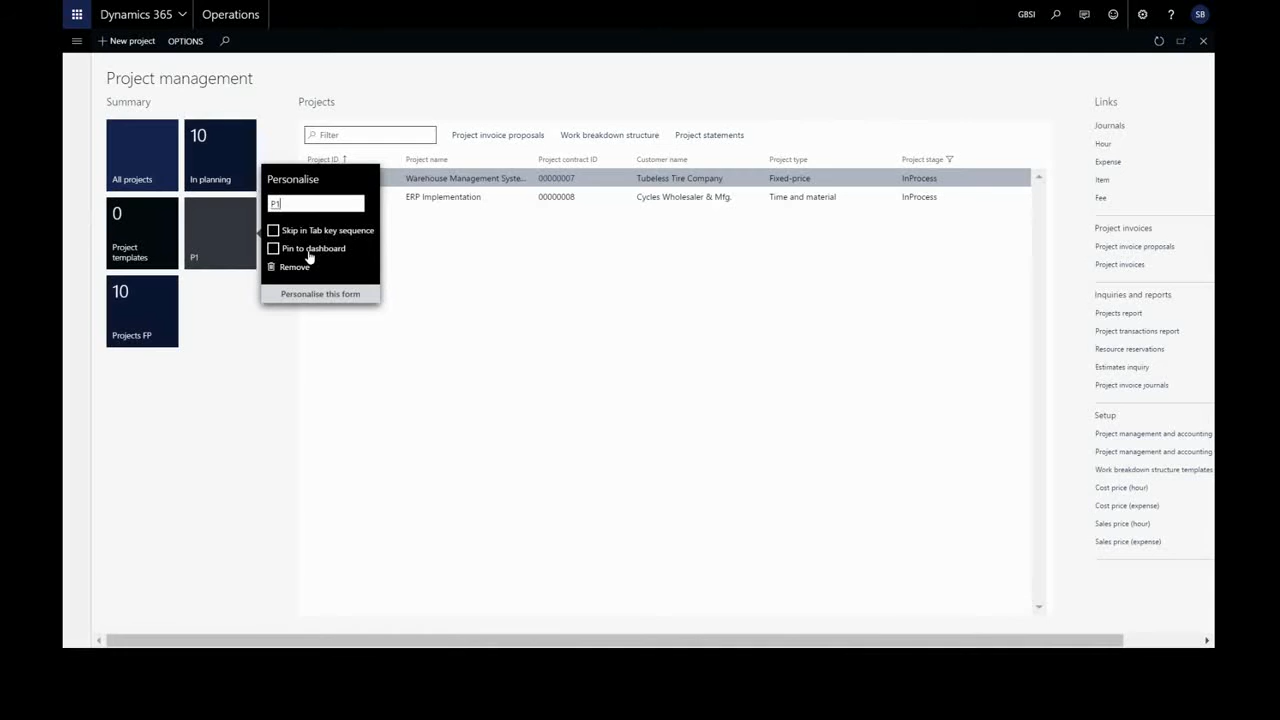 Dynamics 365 Operations GBSI ? SB
New project OPTIONS
Project management
Summary
All projects
10
In planning
0
Project
templates
P1
10
Projects FP
Personalise
P1
Skip in Tab key sequence
Pin to dashboard
Remove
Personalise this form
Projects
Filter Project invoice proposals Work breakdown structure Project statements
Project ID Project name Project contract ID Customer name Project type Project stage
Warehouse Management Syste... 00000007 Tubeless Tire Company Fixed-price InProcess
ERP Implementation 00000008 Cycles Wholesaler & Mfg. Time and material InProcess
Links
Journals
Hour
Expense
Item
Fee
Project invoices
Project invoice proposals
Project invoices
Inquiries and reports
Projects report
Project transactions report
Resource reservations
Estimates inquiry
Project invoice journals
Setup
Project management and accounting
Project management and accounting
Work breakdown structure templates
Cost price (hour)
Cost price (expense)
Sales price (hour)
Sales price (expense)